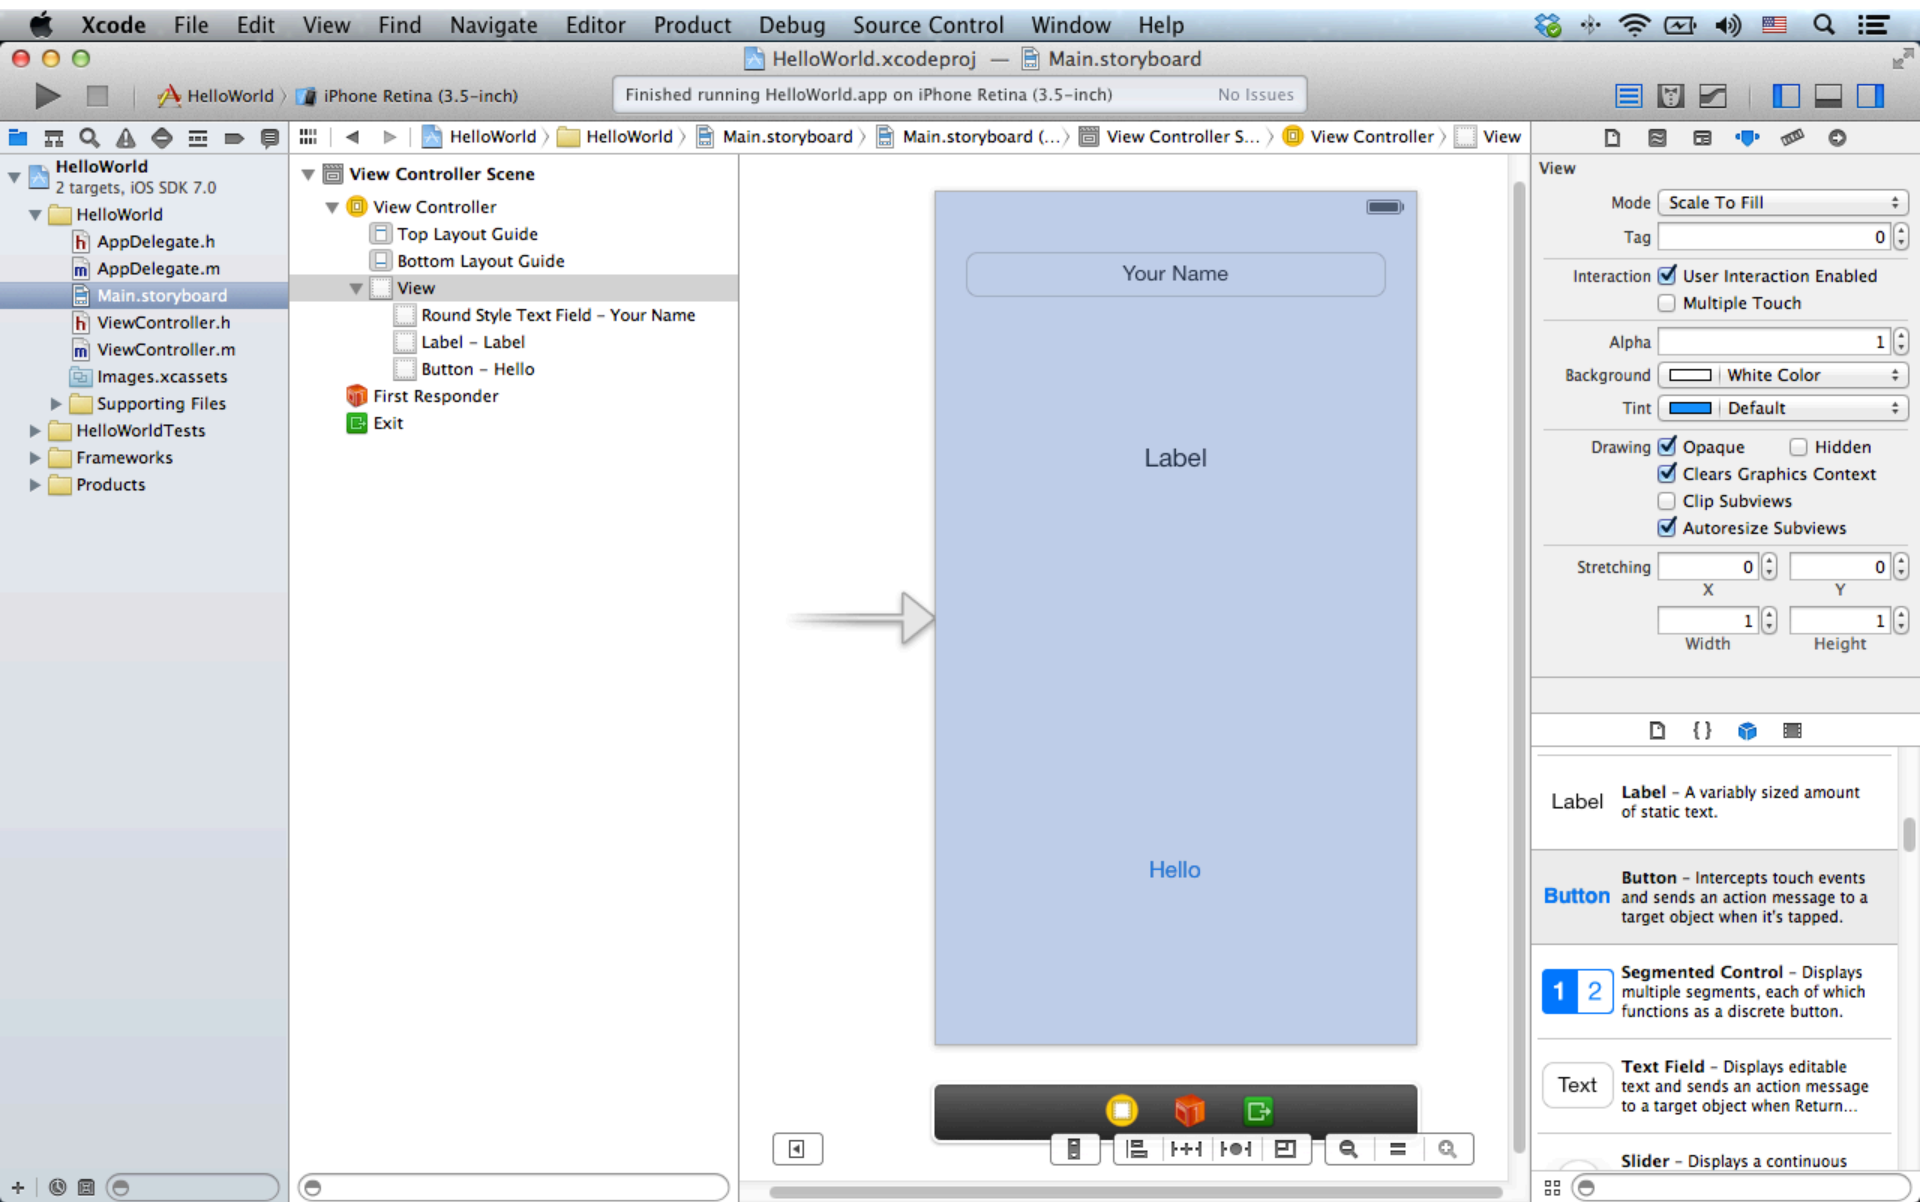 Xcode File Edit View Find Navigate Editor Product Debug Source Control Window Help
HelloWorld.xcodeproj — Main.storyboard
HelloWorld iPhone Retina (3.5-inch)
Finished running HelloWorld.app on iPhone Retina (3.5-inch) No Issues
HelloWorld HelloWorld Main.storyboard Main.storyboard (...) View Controller S... View Controller View
HelloWorld
2 targets, iOS SDK 7.0
HelloWorld
h AppDelegate.h
m AppDelegate.m
Main.storyboard
h ViewController.h
m ViewController.m
Images.xcassets
Supporting Files
HelloWorldTests
Frameworks
Products
View Controller Scene
View Controller
Top Layout Guide
Bottom Layout Guide
View
Round Style Text Field – Your Name
Label – Label
Button – Hello
First Responder
Exit
Your Name
Label
Hello
View
Mode Scale To Fill
Tag 0
Interaction User Interaction Enabled
Multiple Touch
Alpha 1
Background White Color
Tint Default
Drawing Opaque Hidden
Clears Graphics Context
Clip Subviews
Autoresize Subviews
Stretching 0 0
X Y
1 1
Width Height
{ }
Label
Label – A variably sized amount
of static text.
Button
Button – Intercepts touch events
and sends an action message to a
target object when it's tapped.
1 2
Segmented Control – Displays
multiple segments, each of which
functions as a discrete button.
Text
Text Field – Displays editable
text and sends an action message
to a target object when Return...
Slider – Displays a continuous